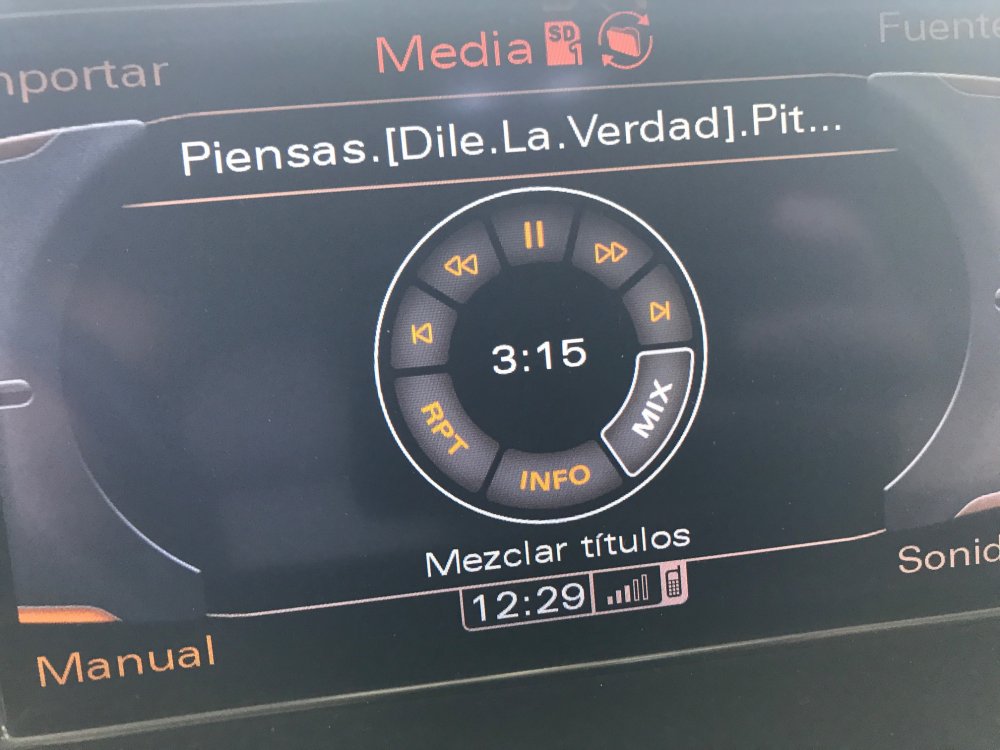 mportar
Media SD 1
Fuente
Piensas.[Dile.La.Verdad].Pit...
3:15
MIX
INFO
RPT
Mezclar títulos
12:29
Manual
Sonid